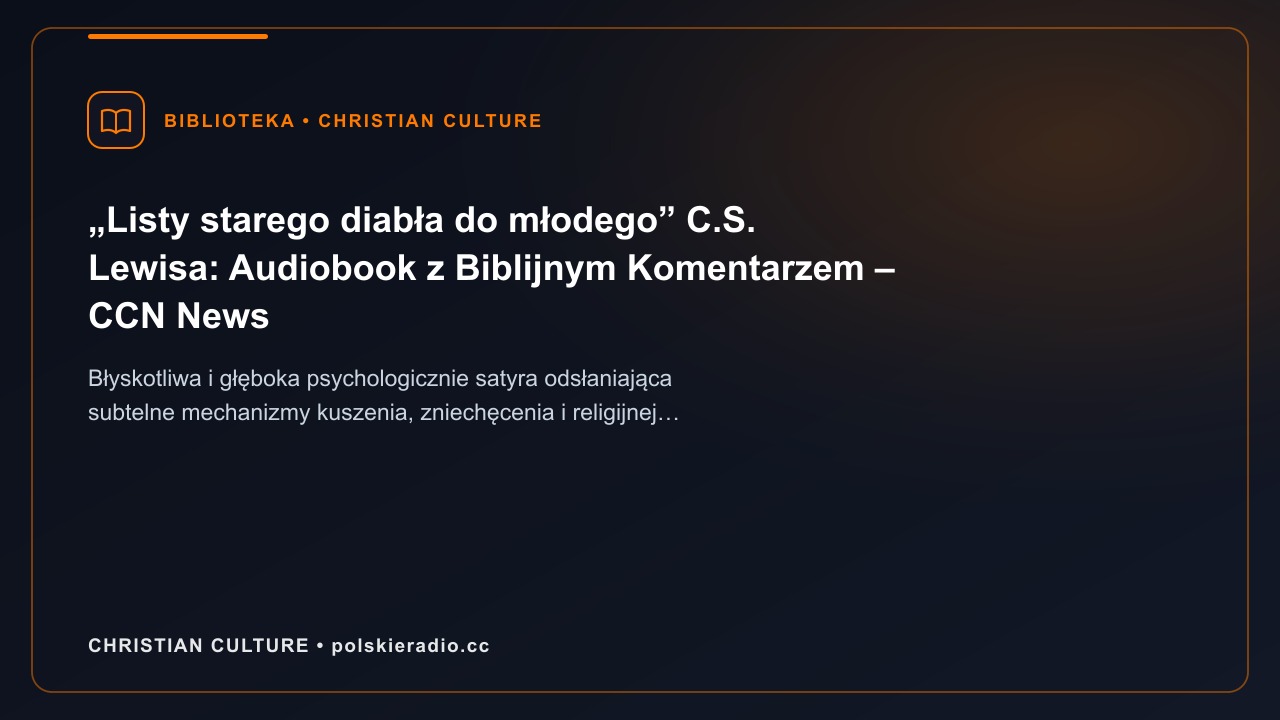 BIBLIOTEKA • CHRISTIAN CULTURE
„Listy starego diabła do młodego” C.S.
Lewisa: Audiobook z Biblijnym Komentarzem –
CCN News
Błyskotliwa i głęboka psychologicznie satyra odsłaniająca
subtelne mechanizmy kuszenia, zniechęcenia i religijnej…
CHRISTIAN CULTURE • polskieradio.cc